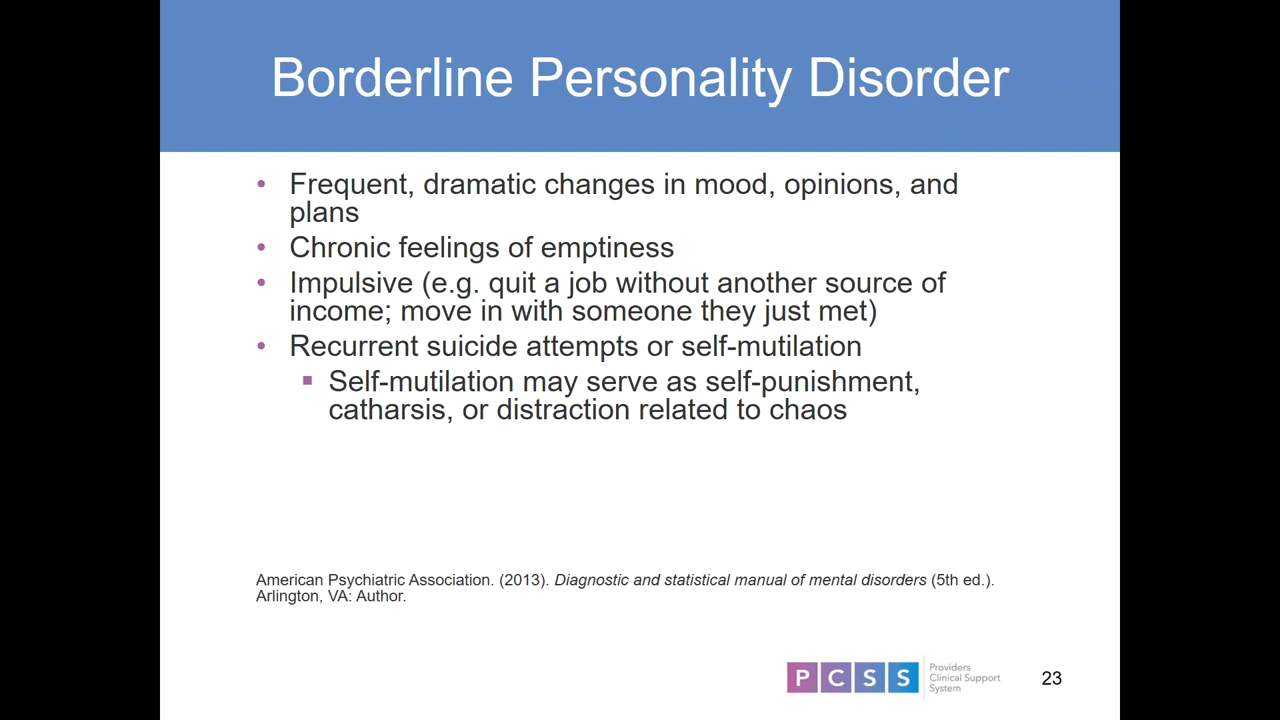 Borderline Personality Disorder
• Frequent, dramatic changes in mood, opinions, and
plans
• Chronic feelings of emptiness
• Impulsive (e.g. quit a job without another source of
income; move in with someone they just met)
• Recurrent suicide attempts or self-mutilation
▪ Self-mutilation may serve as self-punishment,
catharsis, or distraction related to chaos
American Psychiatric Association. (2013). Diagnostic and statistical manual of mental disorders (5th ed.).
Arlington, VA: Author.
PCSS
Providers
Clinical Support
System
23